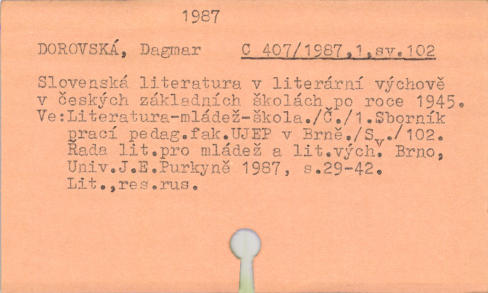 1987
DOROVSKÁ, Dagmar C 407/1987,1,sv.102
Slovenská literatura v literární výchově
v českých základních školách po roce 1945.
Ve:Literatura-mládež-škola./Č./1.Sborník
prací pedag.fak.UJEP v Brně./Sv./102.
Řada lit.pro mládež a lit.vých. Brno,
Univ.J.E.Purkyně 1987, s.29-42.
Lit.,res.rus.